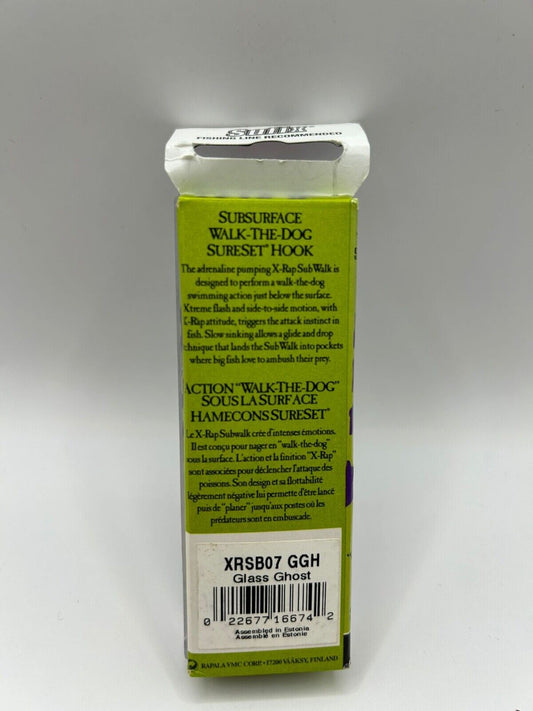 Sufix
FISHING LINE RECOMMENDED
SUBSURFACE
WALK-THE-DOG
SURESET® HOOK
The adrenaline pumping X-Rap SubWalk is
designed to perform a walk-the-dog
swimming action just below the surface.
Xtreme flash and side-to-side motion, with
X-Rap attitude, triggers the attack instinct in
fish. Slow sinking allows a glide and drop
technique that lands the SubWalk into pockets
where big fish love to ambush their prey.
ACTION "WALK-THE-DOG"
SOUS LA SURFACE
HAMECONS SURESET®
Le X-Rap Subwalk crée d'intenses émotions.
Il est conçu pour nager en "walk-the-dog"
sous la surface. L'action et la finition "X-Rap"
sont associées pour déclencher l'attaque des
poissons. Son design et sa flottabilité
légèrement négative lui permette d'être lancé
puis de "planer" jusqu'aux postes où les
prédateurs sont en embuscade.
XRSB07 GGH
Glass Ghost
0 22677 16674 2
Assembled in Estonia
Assemblé en Estonie
RAPALA VMC CORP. • 17200 VÄÄKSY, FINLAND